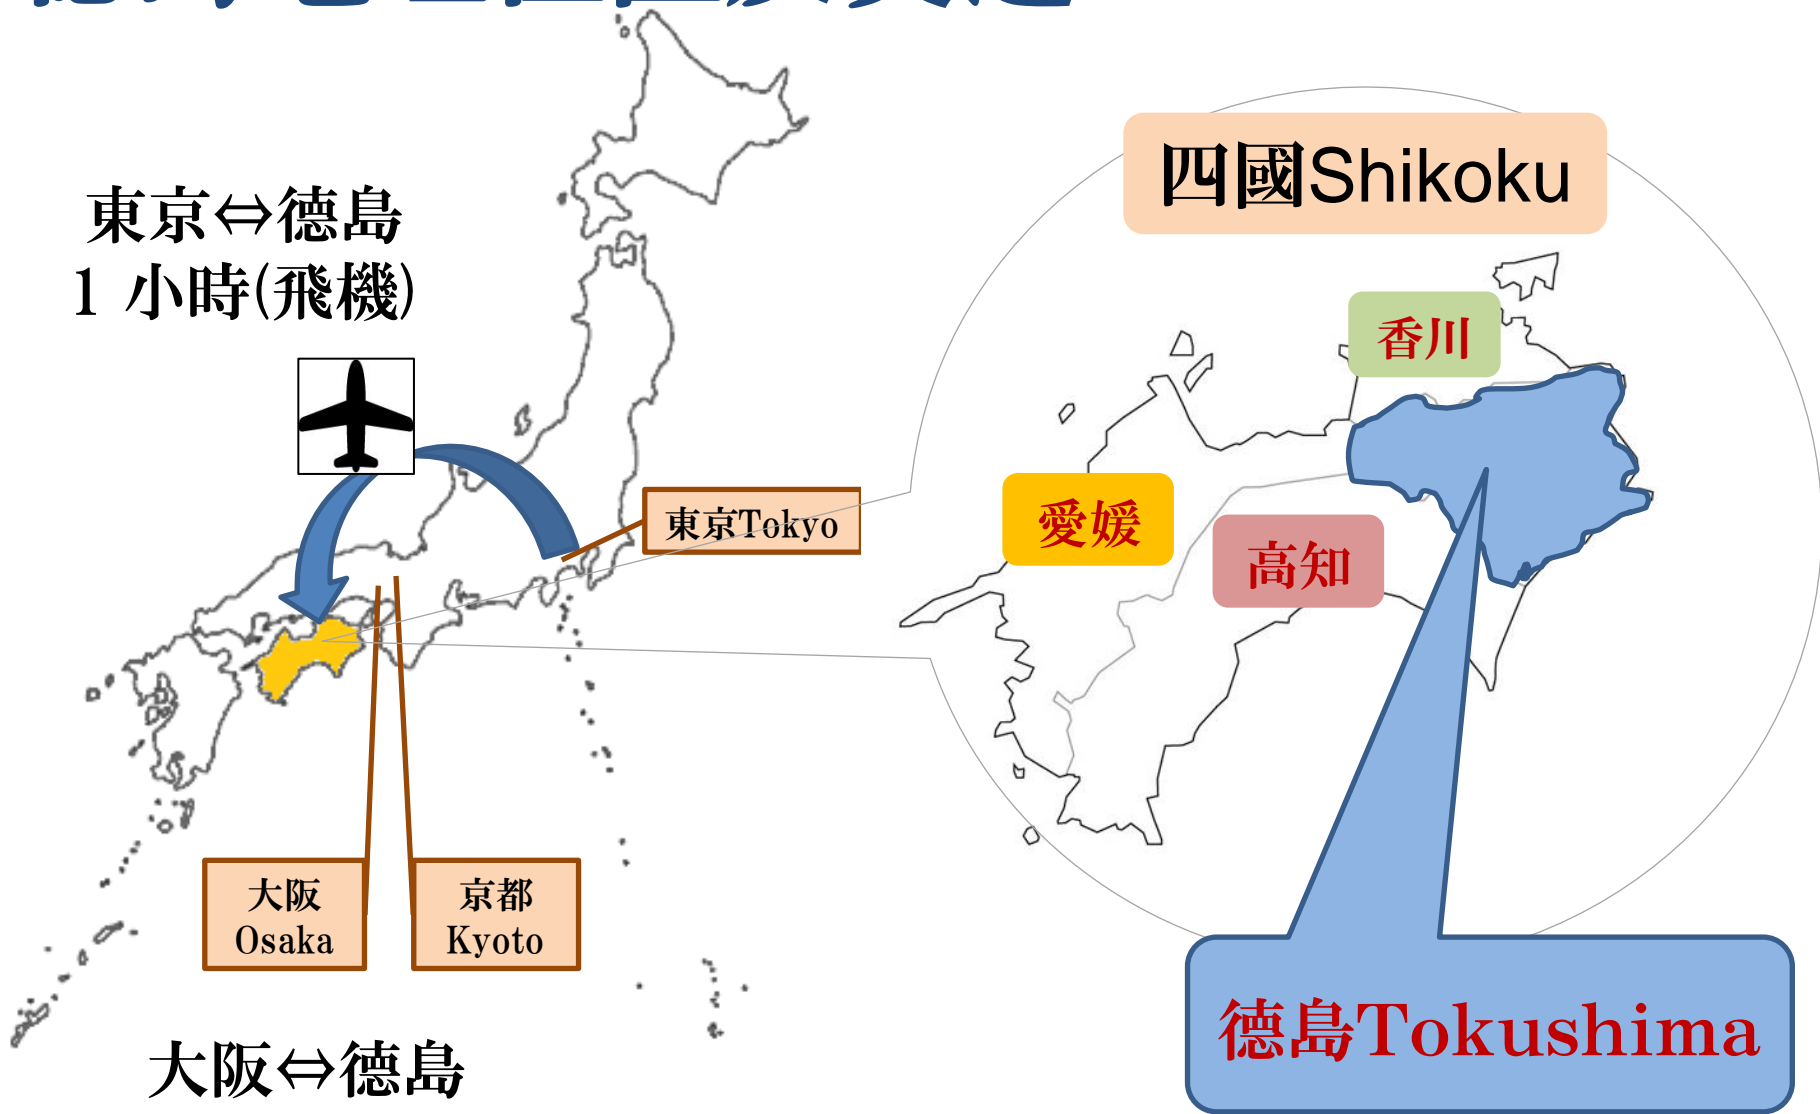 東京⇔徳島
1 小時(飛機)
四國Shikoku
香川
愛媛
高知
東京Tokyo
大阪
Osaka
京都
Kyoto
大阪⇔徳島
徳島Tokushima